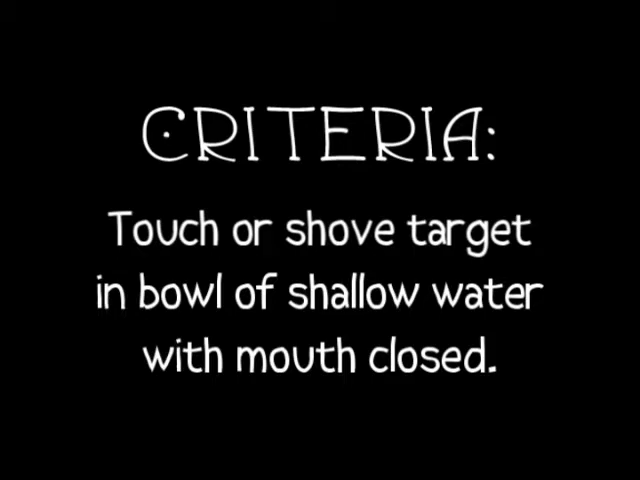 CRITERIA:
Touch or shove target
in bowl of shallow water
with mouth closed.